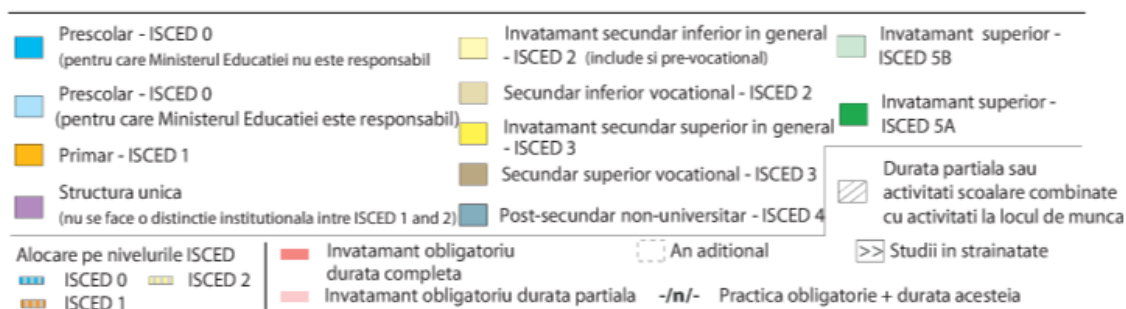 Prescolar - ISCED 0
(pentru care Ministerul Educatiei nu este responsabil
Prescolar - ISCED 0
(pentru care Ministerul Educatiei este responsabil)
Primar - ISCED 1
Structura unica
(nu se face o distinctie institutionala intre ISCED 1 and 2)
Invatamant secundar inferior in general
- ISCED 2 (include si pre-vocational)
Secundar inferior vocational - ISCED 2
Invatamant secundar superior in general
- ISCED 3
Secundar superior vocational - ISCED 3
Post-secundar non-universitar - ISCED 4
Invatamant superior -
ISCED 5B
Invatamant superior -
ISCED 5A
Durata partiala sau
activitati scoalare combinate
cu activitati la locul de munca
Alocare pe nivelurile ISCED
ISCED 0
ISCED 2
ISCED 1
Invatamant obligatoriu
durata completa
Invatamant obligatoriu durata partiala
An aditional
-/n/- Practica obligatorie + durata acesteia
>> Studii in strainatate